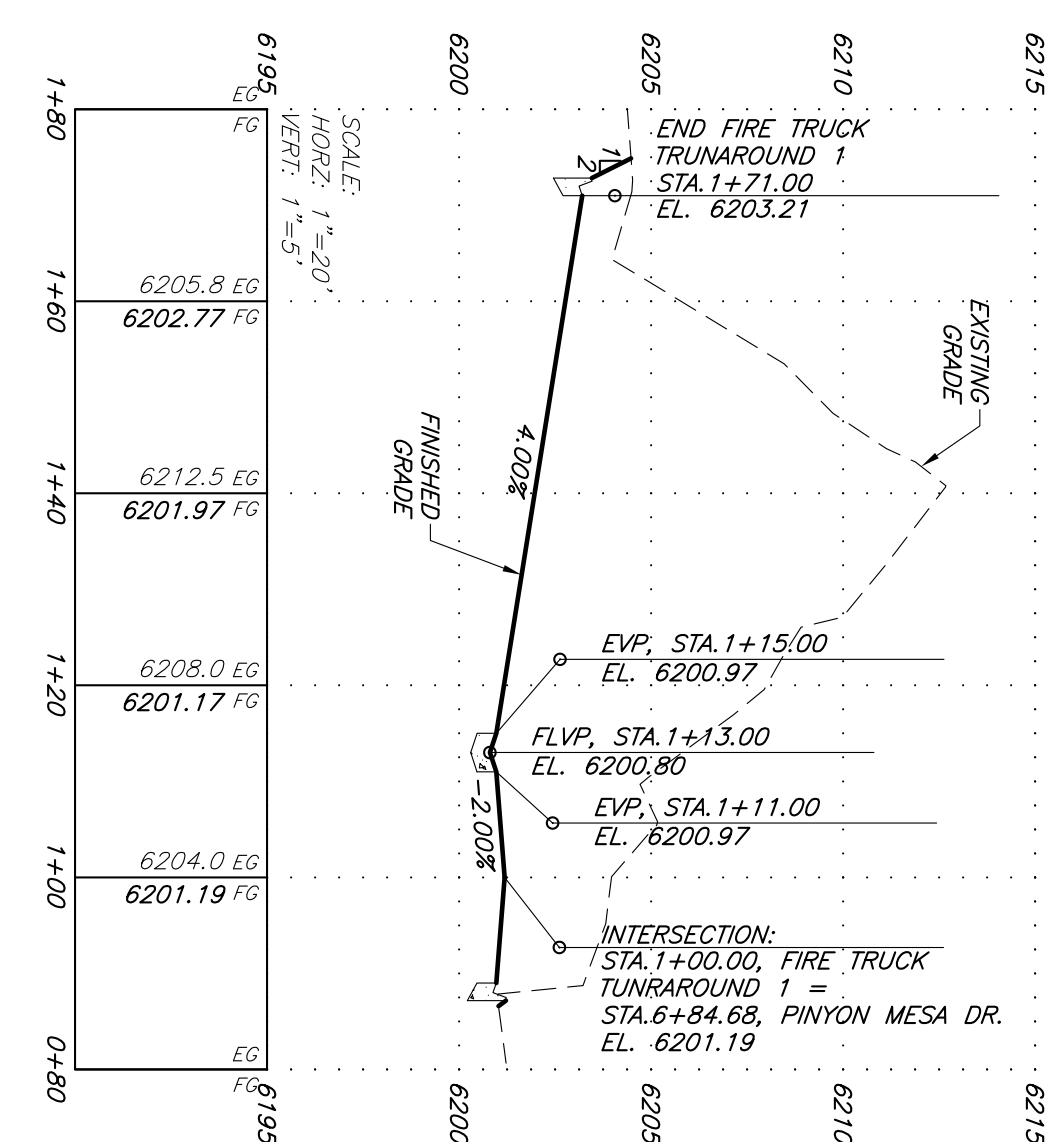 6195
6200
6205
6210
6215
EG
FG
1+80
SCALE:
HORZ: 1"=20'
VERT: 1"=5'
1
2
END FIRE TRUCK
TRUNAROUND 1
STA.1+71.00
EL. 6203.21
6205.8 EG
6202.77 FG
1+60
EXISTING
GRADE
4.00%
FINISHED
GRADE
6212.5 EG
6201.97 FG
1+40
EVP, STA.1+15.00
EL. 6200.97
6208.0 EG
6201.17 FG
1+20
FLVP, STA.1+13.00
EL. 6200.80
-2.00%
EVP, STA.1+11.00
EL. 6200.97
6204.0 EG
6201.19 FG
1+00
INTERSECTION:
STA.1+00.00, FIRE TRUCK
TUNRAROUND 1 =
STA.6+84.68, PINYON MESA DR.
EL. 6201.19
EG
FG
0+80
6195
6200
6205
6210
6215